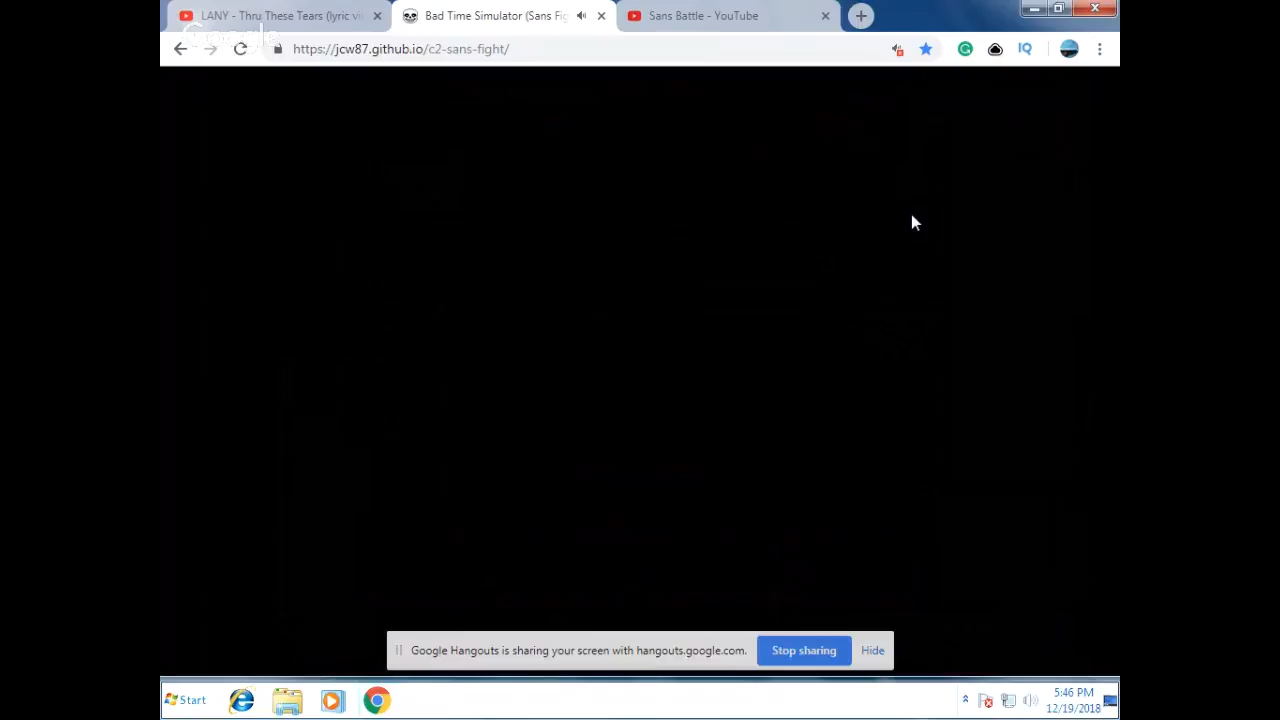 LANY - Thru These Tears (lyric vi
Bad Time Simulator (Sans Fig
Sans Battle - YouTube
Google
https://jcw87.github.io/c2-sans-fight/
IQ
Google Hangouts is sharing your screen with hangouts.google.com.
Stop sharing
Hide
Start
5:46 PM
12/19/2018